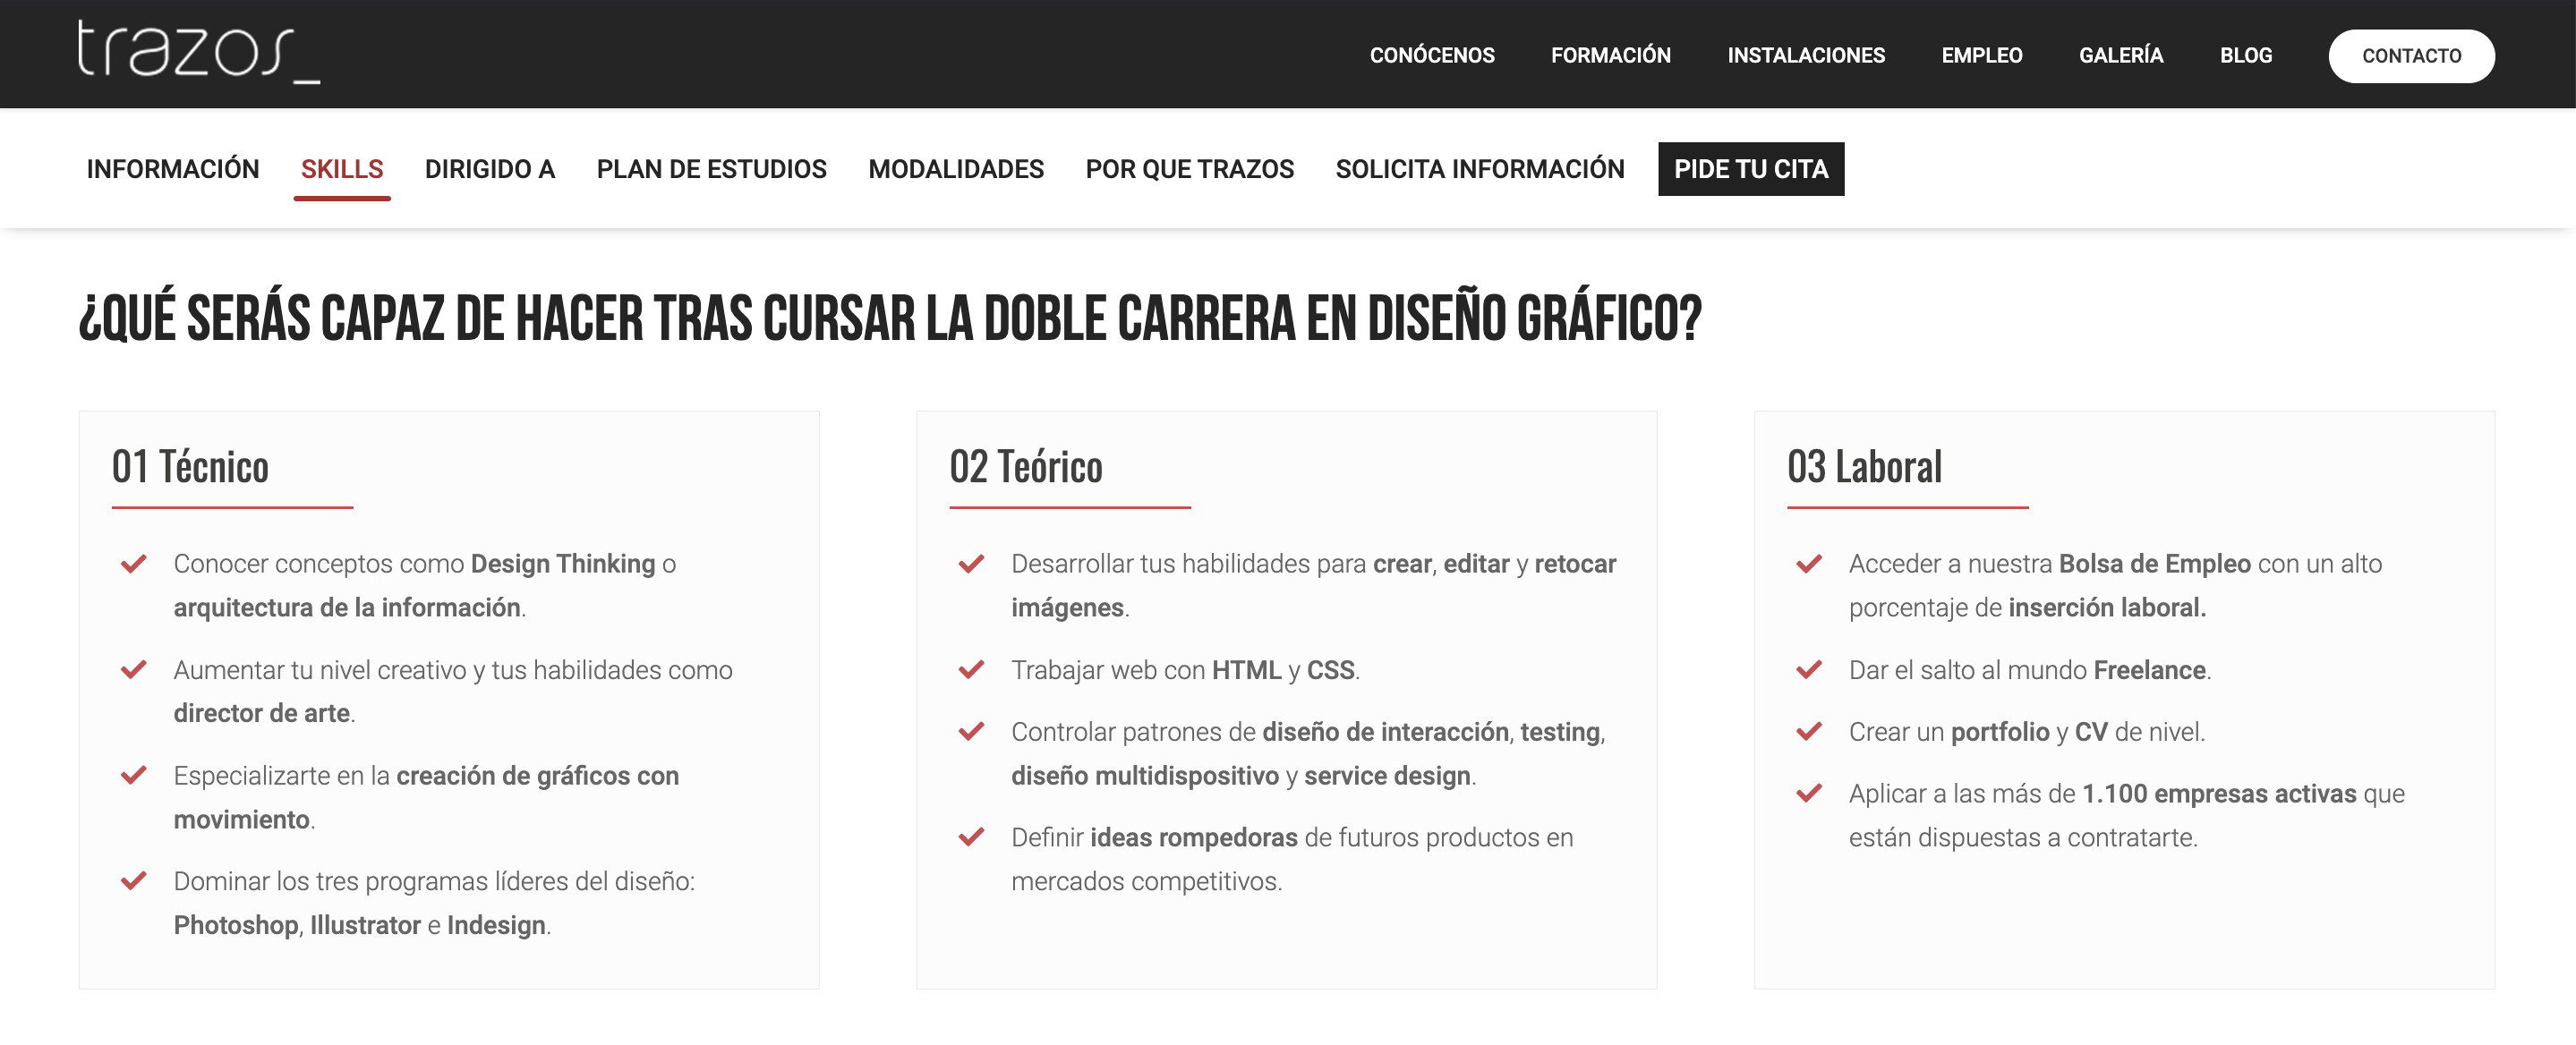 trazos_
CONÓCENOS FORMACIÓN INSTALACIONES EMPLEO GALERÍA BLOG CONTACTO
INFORMACIÓN SKILLS DIRIGIDO A PLAN DE ESTUDIOS MODALIDADES POR QUE TRAZOS SOLICITA INFORMACIÓN PIDE TU CITA
¿QUÉ SERÁS CAPAZ DE HACER TRAS CURSAR LA DOBLE CARRERA EN DISEÑO GRÁFICO?
01 Técnico
Conocer conceptos como Design Thinking o
arquitectura de la información.
Aumentar tu nivel creativo y tus habilidades como
director de arte.
Especializarte en la creación de gráficos con
movimiento.
Dominar los tres programas líderes del diseño:
Photoshop, Illustrator e Indesign.
02 Teórico
Desarrollar tus habilidades para crear, editar y retocar
imágenes.
Trabajar web con HTML y CSS.
Controlar patrones de diseño de interacción, testing,
diseño multidispositivo y service design.
Definir ideas rompedoras de futuros productos en
mercados competitivos.
03 Laboral
Acceder a nuestra Bolsa de Empleo con un alto
porcentaje de inserción laboral.
Dar el salto al mundo Freelance.
Crear un portfolio y CV de nivel.
Aplicar a las más de 1.100 empresas activas que
están dispuestas a contratarte.